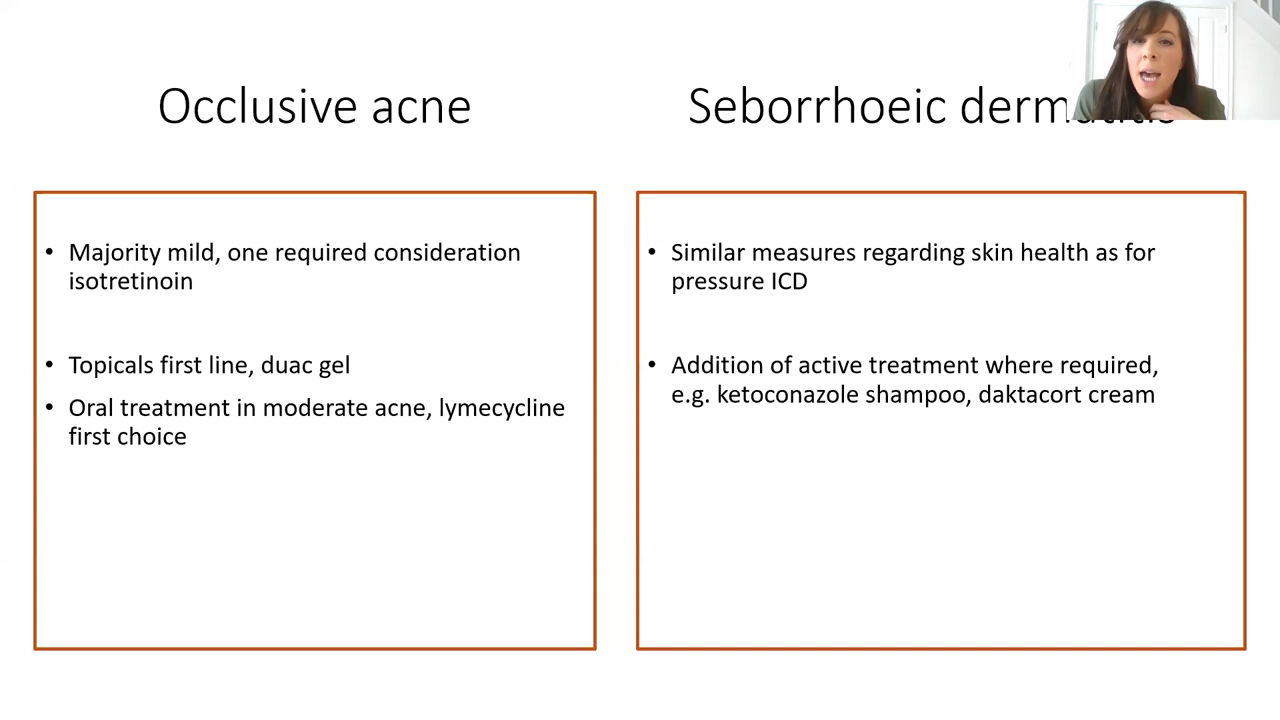 Occlusive acne
• Majority mild, one required consideration
isotretinoin
• Topicals first line, duac gel
• Oral treatment in moderate acne, lymecycline
first choice
Seborrhoeic
• Similar measures regarding skin health as for
pressure ICD
• Addition of active treatment where required,
e.g. ketoconazole shampoo, daktacort cream